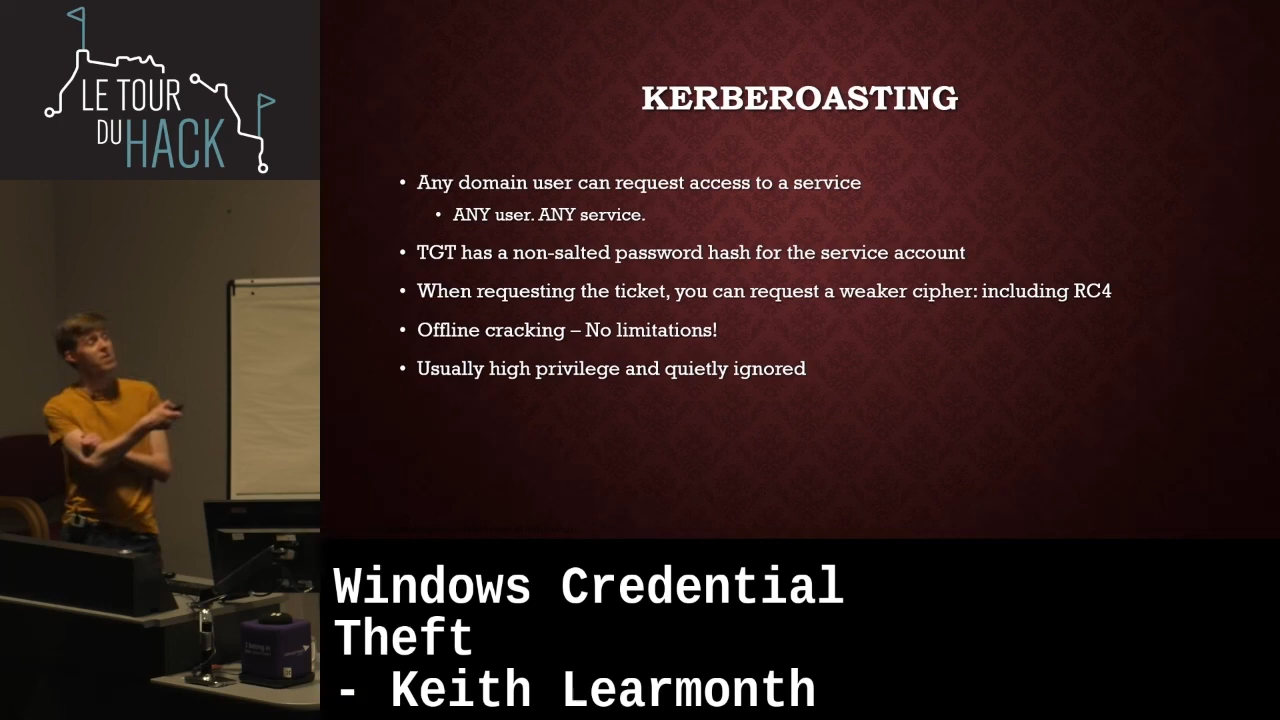 LE TOUR
DU HACK
KERBEROASTING
• Any domain user can request access to a service
• ANY user. ANY service.
• TGT has a non-salted password hash for the service account
• When requesting the ticket, you can request a weaker cipher: including RC4
• Offline cracking – No limitations!
• Usually high privilege and quietly ignored
Windows Credential
Theft
- Keith Learmonth